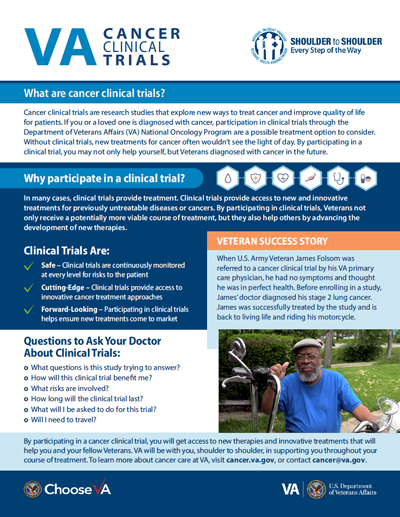 VA CANCER
CLINICAL
TRIALS
SHOULDER to SHOULDER
Every Step of the Way
What are cancer clinical trials?
Cancer clinical trials are research studies that explore new ways to treat cancer and improve quality of life
for patients. If you or a loved one is diagnosed with cancer, participation in clinical trials through the
Department of Veterans Affairs (VA) National Oncology Program are a possible treatment option to consider.
Without clinical trials, new treatments for cancer often wouldn't see the light of day. By participating in a
clinical trial, you may not only help yourself, but Veterans diagnosed with cancer in the future.
Why participate in a clinical trial?
In many cases, clinical trials provide treatment. Clinical trials provide access to new and innovative
treatments for previously untreatable diseases or cancers. By participating in clinical trials, Veterans not
only receive a potentially more viable course of treatment, but they also help others by advancing the
development of new therapies.
Clinical Trials Are:
Safe – Clinical trials are continuously monitored
at every level for risks to the patient
Cutting-Edge – Clinical trials provide access to
innovative cancer treatment approaches
Forward-Looking – Participating in clinical trials
helps ensure new treatments come to market
VETERAN SUCCESS STORY
When U.S. Army Veteran James Folsom was
referred to a cancer clinical trial by his VA primary
care physician, he had no symptoms and thought
he was in perfect health. Before enrolling in a study,
James' doctor diagnosed his stage 2 lung cancer.
James was successfully treated by the study and is
back to living life and riding his motorcycle.
Questions to Ask Your Doctor
About Clinical Trials:
o What questions is this study trying to answer?
o How will this clinical trial benefit me?
o What risks are involved?
o How long will the clinical trial last?
o What will I be asked to do for this trial?
o Will I need to travel?
By participating in a cancer clinical trial, you will get access to new therapies and innovative treatments that will
help you and your fellow Veterans. VA will be with you, shoulder to shoulder, in supporting you throughout your
course of treatment. To learn more about cancer care at VA, visit cancer.va.gov, or contact cancer@va.gov.
ChooseVA
VA
U.S. Department
of Veterans Affairs